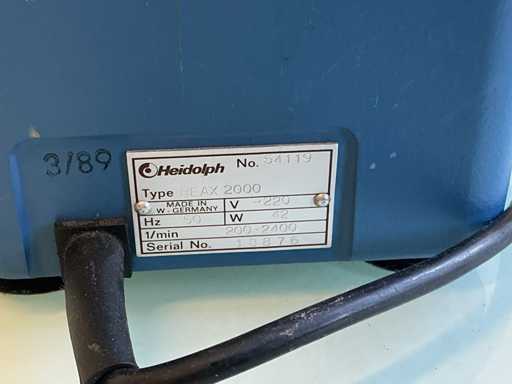 3/89
Heidolph No. 54119
Type REAX 2000
MADE IN W-GERMANY V ~220
Hz 50 W 42
1/min 200-2400
Serial No. 10876